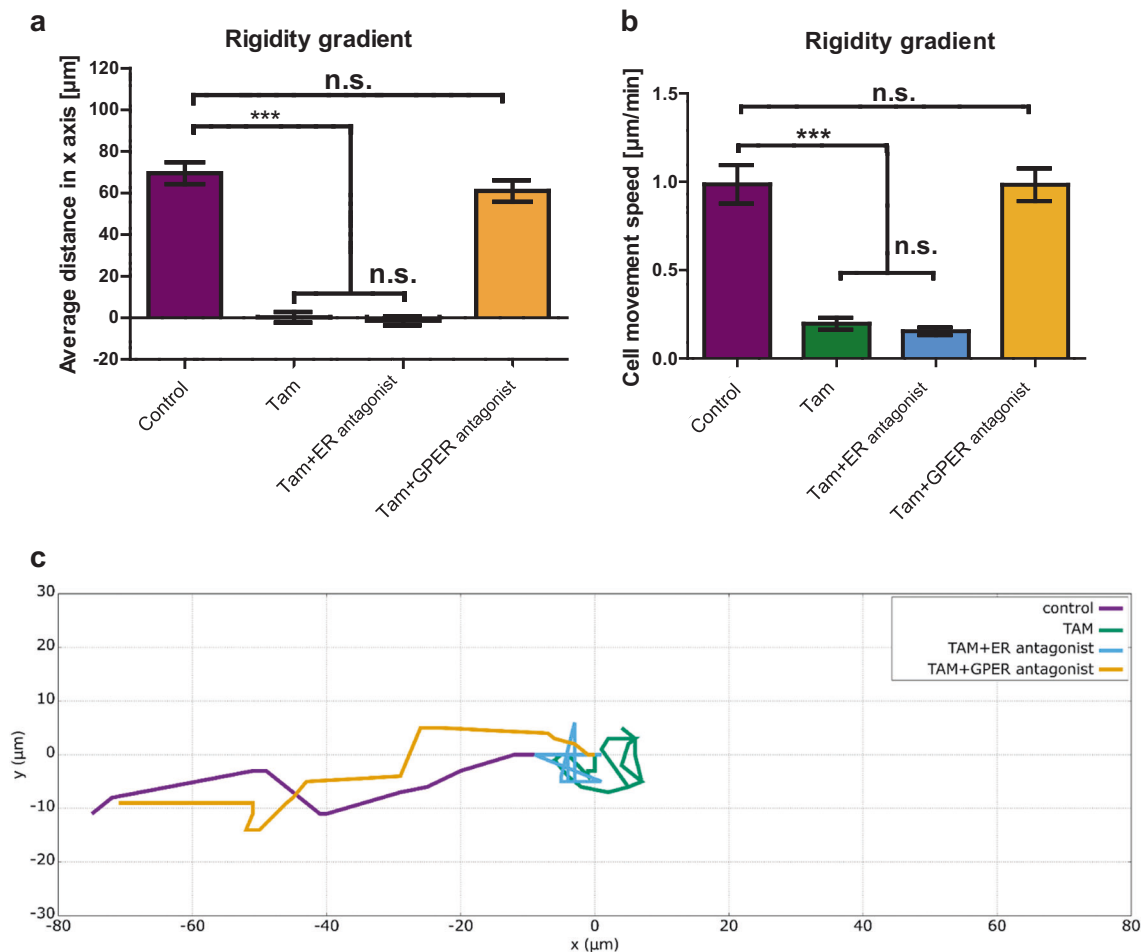 a
Rigidity gradient
Average distance in x axis [µm]
120
100
80
60
40
20
0
-20
n.s.
***
n.s.
Control
Tam
Tam+ER antagonist
Tam+GPER antagonist
b
Rigidity gradient
Cell movement speed [µm/min]
1.5
1.0
0.5
0.0
n.s.
***
n.s.
Control
Tam
Tam+ER antagonist
Tam+GPER antagonist
c
y (µm)
30
20
10
0
-10
-20
-30
control
TAM
TAM+ER antagonist
TAM+GPER antagonist
-80
-60
-40
-20
0
20
40
60
80
x (µm)